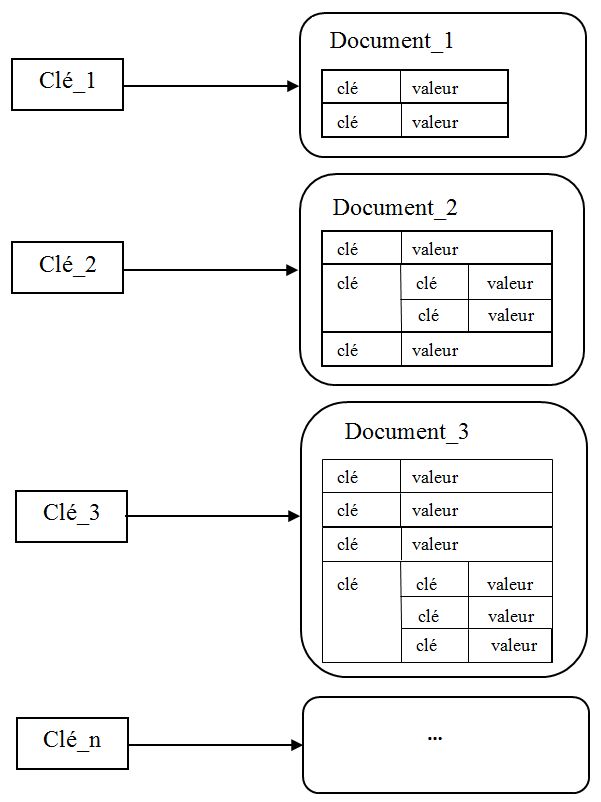 Document_1
Clé_1
clé valeur
clé valeur
Document_2
Clé_2
clé valeur
clé clé valeur
clé valeur
clé valeur
Document_3
clé valeur
Clé_3
clé valeur
clé valeur
clé clé valeur
clé valeur
clé valeur
Clé_n
...